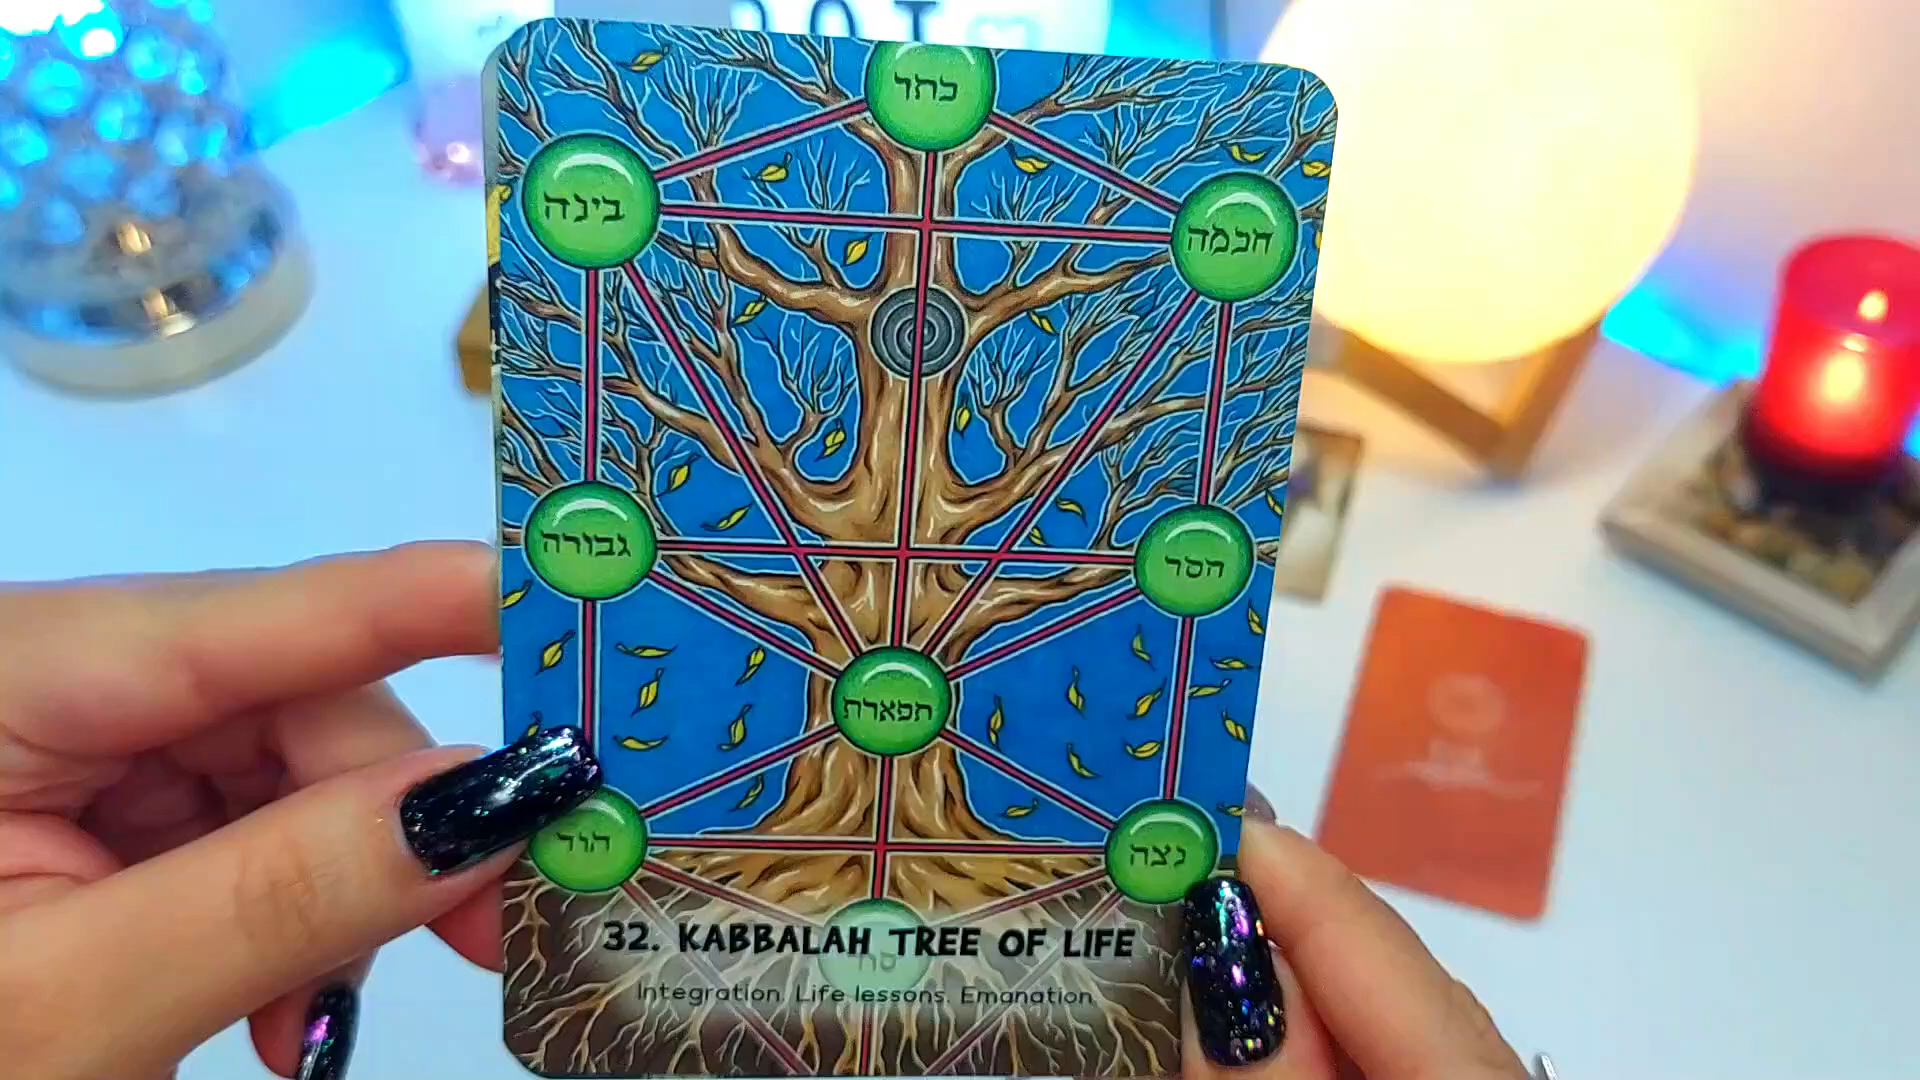 כתר
בינה
חכמה
גבורה
חסד
תפארת
הוד
נצח
32. KABBALAH TREE OF LIFE
Integration. Life lessons. Emanation.